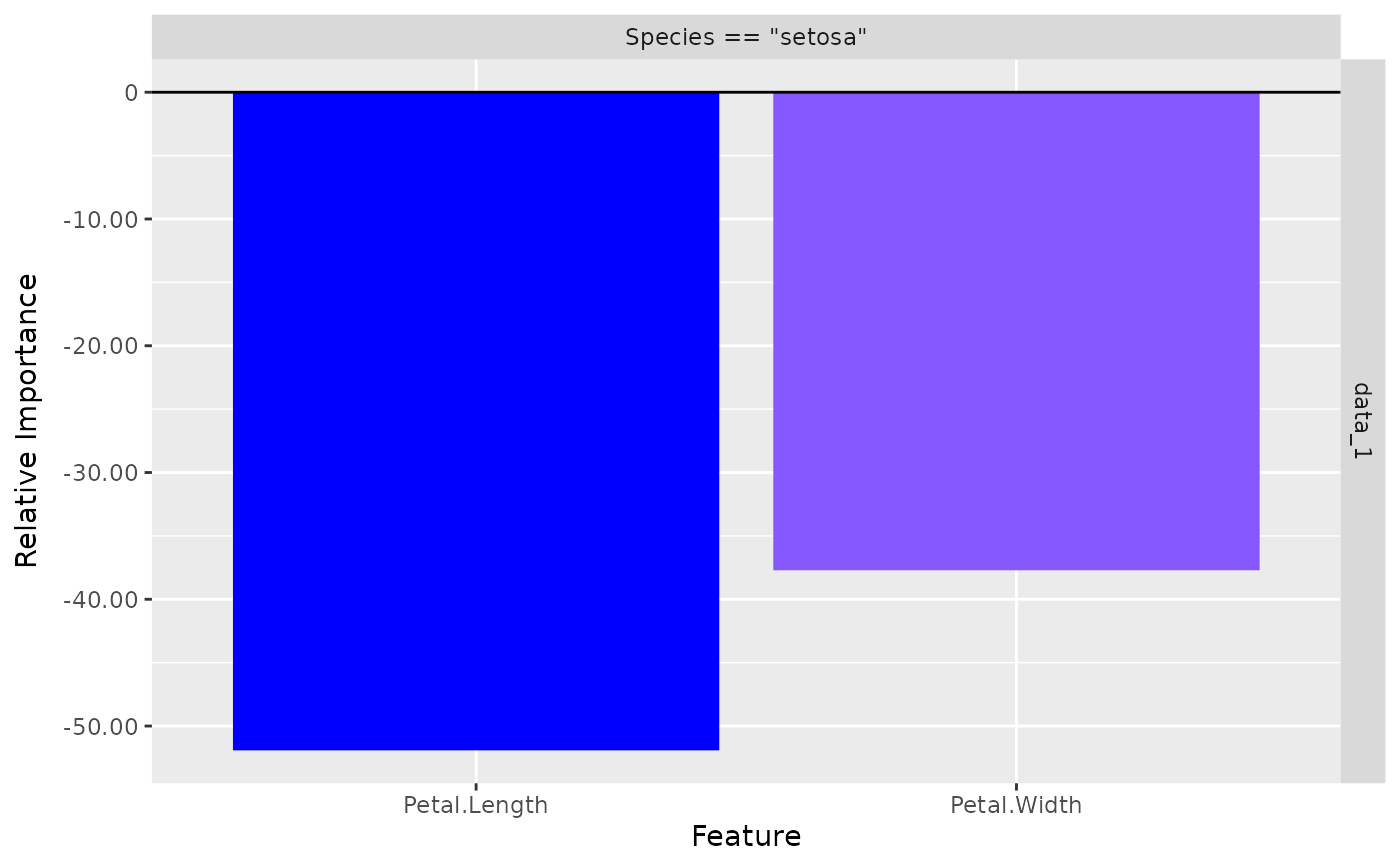 Species == "setosa"
0
-10.00
-20.00
-30.00
-40.00
-50.00
Relative Importance
data_1
Petal.Length
Petal.Width
Feature